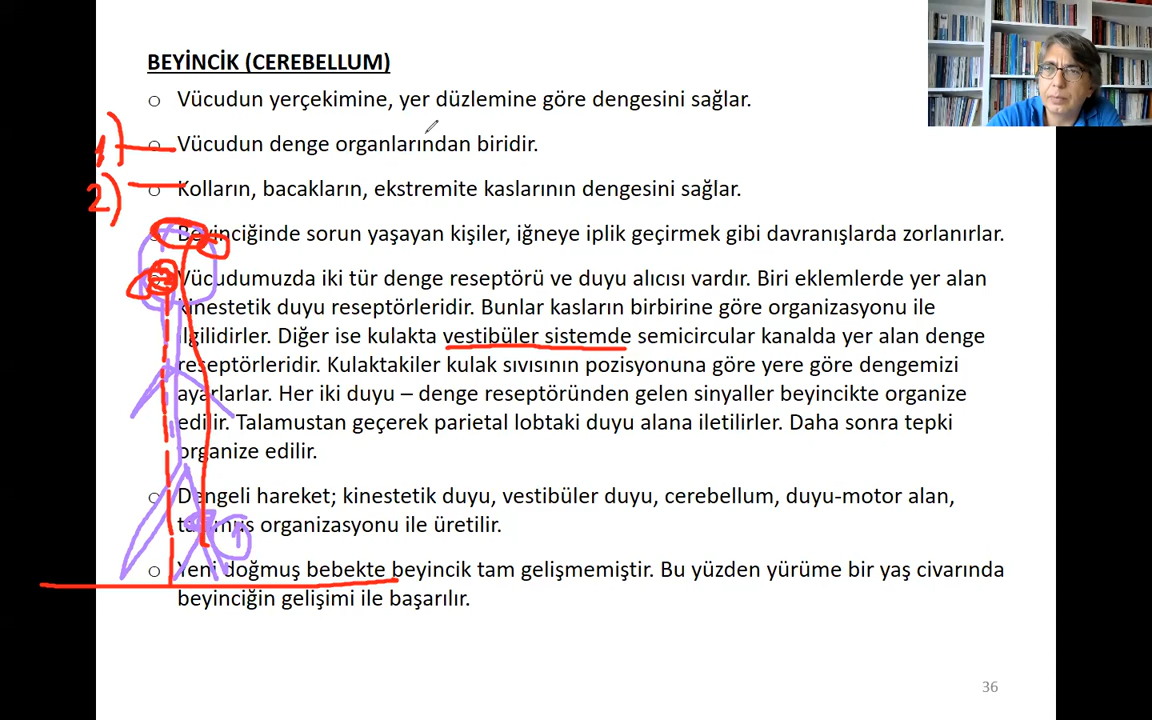 BEYİNCİK (CEREBELLUM)
o Vücudun yerçekimine, yer düzlemine göre dengesini sağlar.
1) o Vücudun denge organlarından biridir.
2) o Kolların, bacakların, ekstremite kaslarının dengesini sağlar.
o Beyinciğinde sorun yaşayan kişiler, iğneye iplik geçirmek gibi davranışlarda zorlanırlar.
o Vücudumuzda iki tür denge reseptörü ve duyu alıcısı vardır. Biri eklemlerde yer alan
kinestetik duyu reseptörleridir. Bunlar kasların birbirine göre organizasyonu ile
ilgilidirler. Diğer ise kulakta vestibüler sistemde semicircular kanalda yer alan denge
reseptörleridir. Kulaktakiler kulak sıvısının pozisyonuna göre yere göre dengemizi
ayarlarlar. Her iki duyu – denge reseptöründen gelen sinyaller beyincikte organize
edilir. Talamustan geçerek parietal lobtaki duyu alana iletilirler. Daha sonra tepki
organize edilir.
o Dengeli hareket; kinestetik duyu, vestibüler duyu, cerebellum, duyu-motor alan,
talamus organizasyonu ile üretilir.
o Yeni doğmuş bebekte beyincik tam gelişmemiştir. Bu yüzden yürüme bir yaş civarında
beyinciğin gelişimi ile başarılır.
36